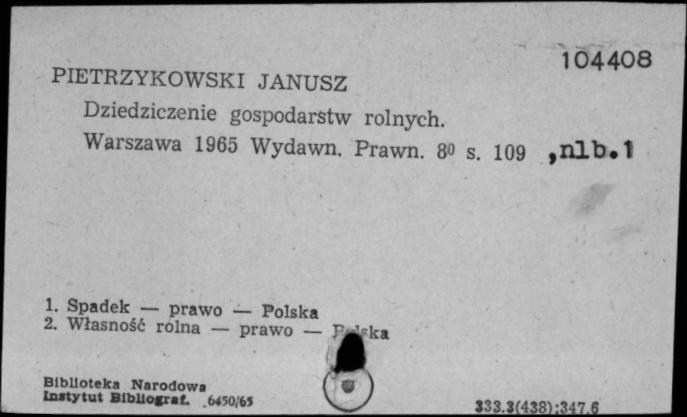 104408
PIETRZYKOWSKI JANUSZ
Dziedziczenie gospodarstw rolnych.
Warszawa 1965 Wydawn. Prawn. 8⁰ s. 109 ,nlb.1
1. Spadek — prawo — Polska
2. Własność rolna — prawo — Polska
Biblioteka Narodowa
Instytut Bibliograf. 6450/65
333.3(438):347.6